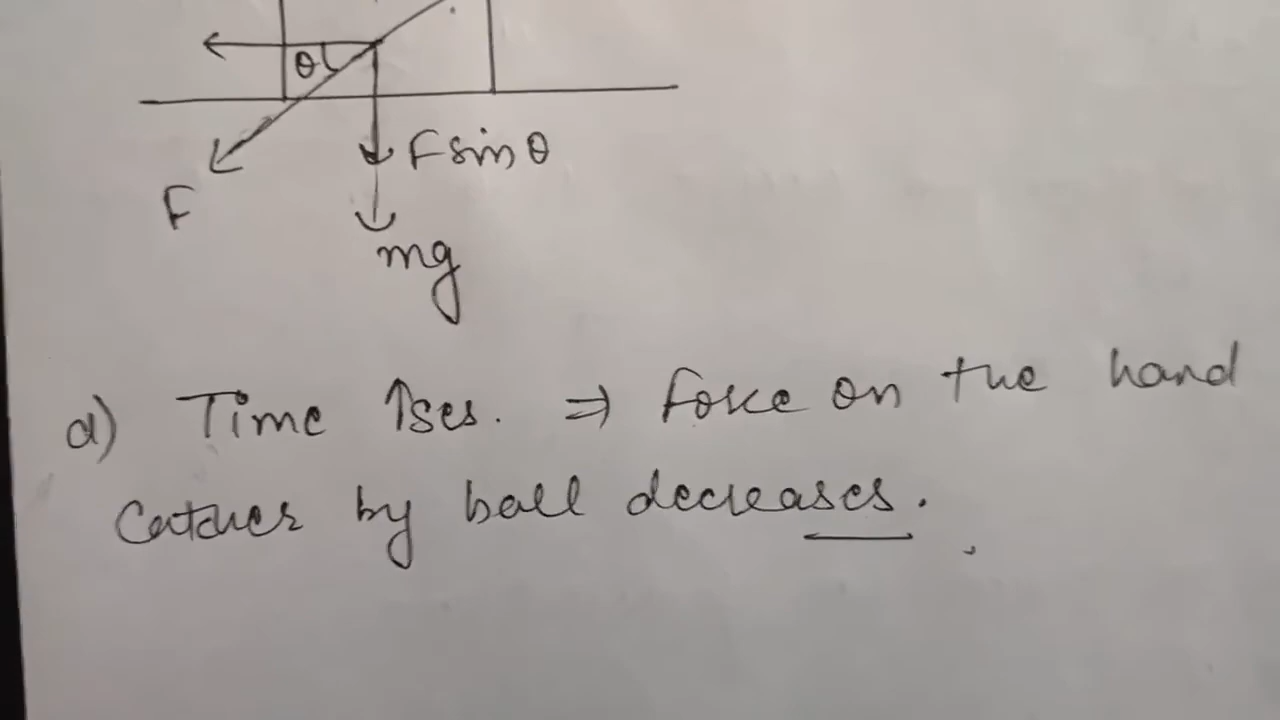 θ
F sin θ
F
mg
d) Time ↑ses. ⇒ Force on the hand
Catcher by ball decreases.